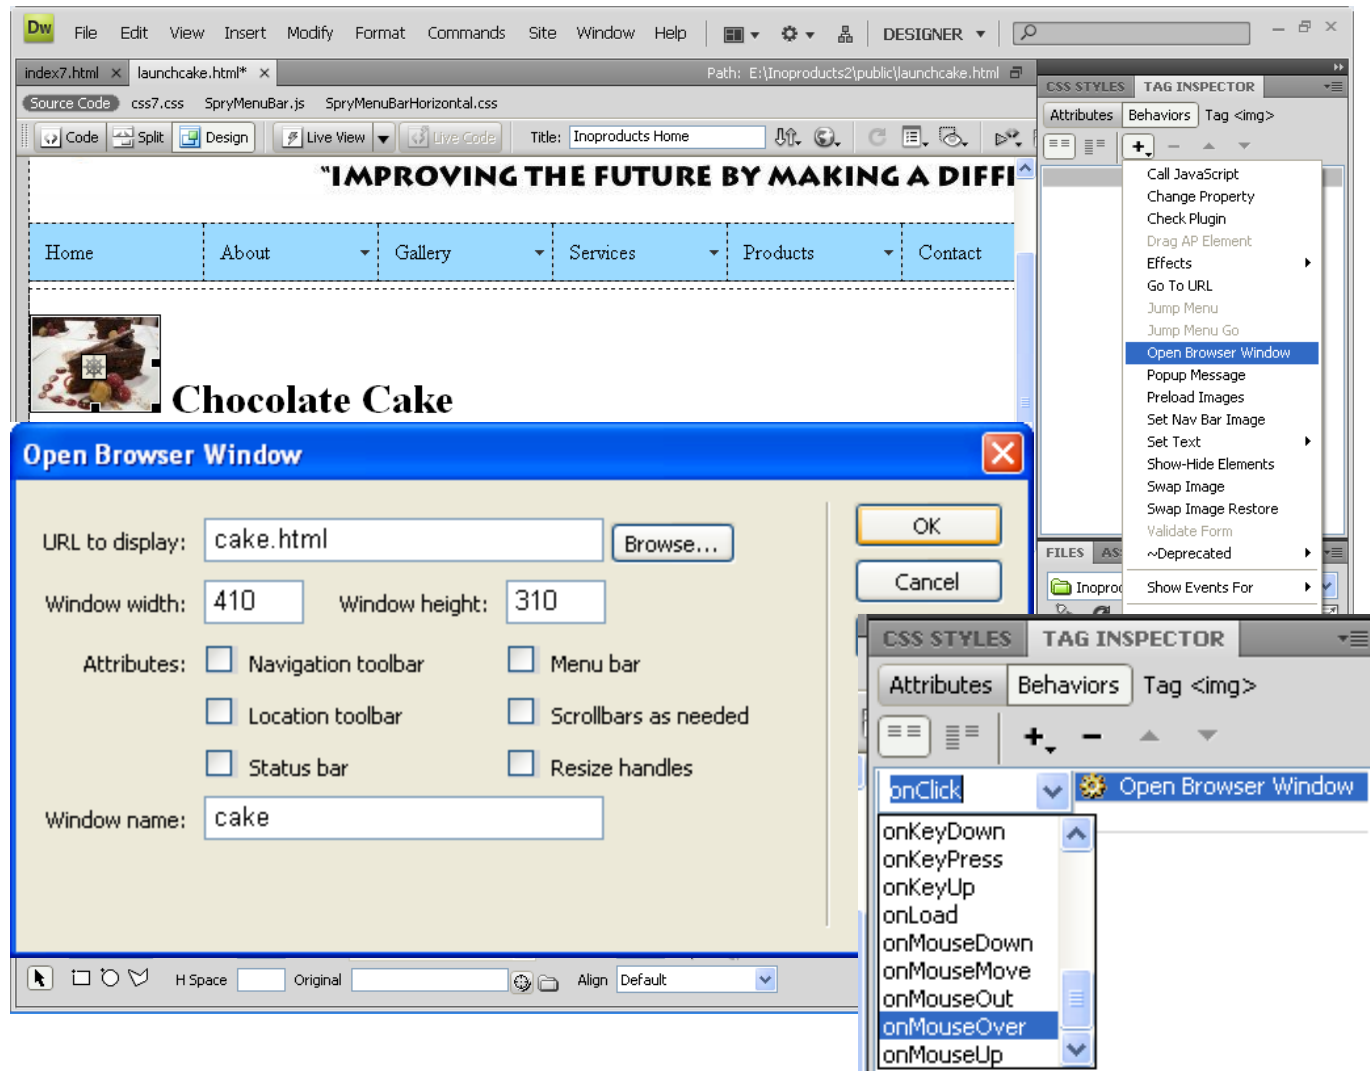 Dw File Edit View Insert Modify Format Commands Site Window Help DESIGNER
index7.html launchcake.html* Path: E:\Inoproducts2\public\launchcake.html
Source Code css7.css SpryMenuBar.js SpryMenuBarHorizontal.css
Code Split Design Live View Live Code Title: Inoproducts Home
"IMPROVING THE FUTURE BY MAKING A DIFFE
Home About Gallery Services Products Contact
Chocolate Cake
CSS STYLES TAG INSPECTOR
Attributes Behaviors Tag <img>
Call JavaScript
Change Property
Check Plugin
Drag AP Element
Effects
Go To URL
Jump Menu
Jump Menu Go
Open Browser Window
Popup Message
Preload Images
Set Nav Bar Image
Set Text
Show-Hide Elements
Swap Image
Swap Image Restore
Validate Form
~Deprecated
Show Events For
FILES AS
Inoproc
Open Browser Window
URL to display: cake.html Browse... OK
Cancel
Window width: 410 Window height: 310
Attributes: Navigation toolbar Menu bar
Location toolbar Scrollbars as needed
Status bar Resize handles
Window name: cake
H Space Original Align Default
CSS STYLES TAG INSPECTOR
Attributes Behaviors Tag <img>
onClick Open Browser Window
onKeyDown
onKeyPress
onKeyUp
onLoad
onMouseDown
onMouseMove
onMouseOut
onMouseOver
onMouseUp